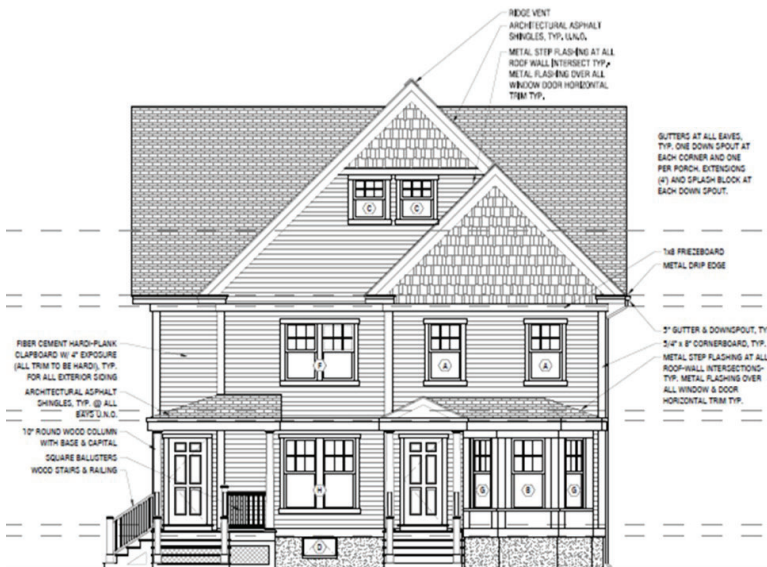 RIDGE VENT
ARCHITECTURAL ASPHALT
SHINGLES, TYP. U.N.O.
METAL STEP FLASHING AT ALL
ROOF WALL INTERSECT TYP.
METAL FLASHING OVER ALL
WINDOW DOOR HORIZONTAL
TRIM TYP.
GUTTERS AT ALL EAVES,
TYP. ONE DOWN SPOUT AT
EACH CORNER AND ONE
PER PORCH. EXTENSIONS
(4') AND SPLASH BLOCK AT
EACH DOWN SPOUT.
C
C
1x8 FRIEZEBOARD
METAL DRIP EDGE
5" GUTTER & DOWNSPOUT, TY
5/4" x 8" CORNERBOARD, TYP.
METAL STEP FLASHING AT ALL
ROOF-WALL INTERSECTIONS-
TYP. METAL FLASHING OVER
ALL WINDOW & DOOR
HORIZONTAL TRIM TYP.
FIBER CEMENT HARDI-PLANK
CLAPBOARD W/ 4" EXPOSURE
(ALL TRIM TO BE HARDI), TYP.
FOR ALL EXTERIOR SIDING
ARCHITECTURAL ASPHALT
SHINGLES, TYP. @ ALL
BAYS U.N.O.
10" ROUND WOOD COLUMN
WITH BASE & CAPITAL
SQUARE BALUSTERS
WOOD STAIRS & RAILING
F
A
A
H
G
B
G
D